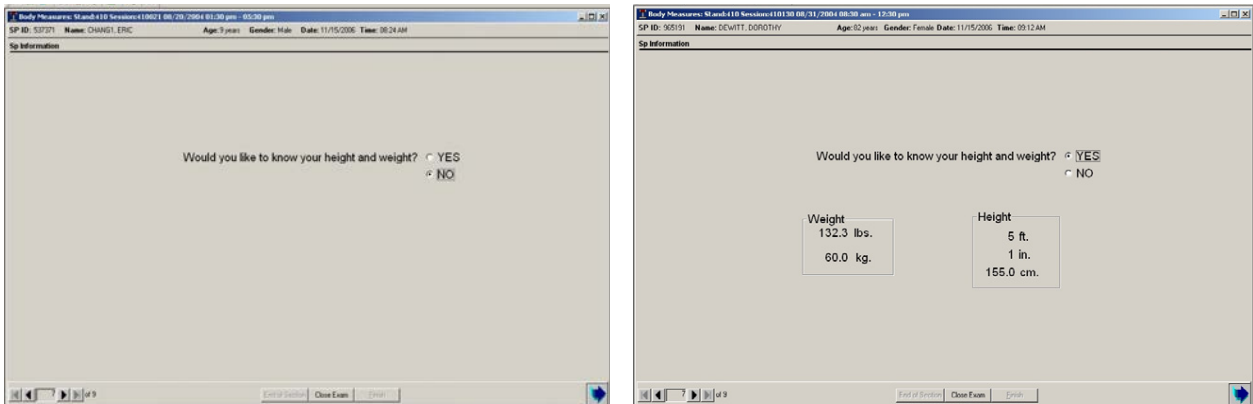 Body Measures: Stand:410 Session:410021 08/20/2004 01:30 pm - 05:30 pm
SP ID: 537371 Name: CHANG1, ERIC Age: 9 years Gender: Male Date: 11/15/2006 Time: 08:24 AM
Sp Information
Would you like to know your height and weight? YES
NO
7 of 9
End of Section Close Exam Finish
Body Measures: Stand:410 Session:410130 08/31/2004 08:30 am - 12:30 pm
SP ID: 965191 Name: DEWITT, DOROTHY Age: 82 years Gender: Female Date: 11/15/2006 Time: 09:12 AM
Sp Information
Would you like to know your height and weight? YES
NO
Weight
132.3 lbs.
60.0 kg.
Height
5 ft.
1 in.
155.0 cm.
7 of 9
End of Section Close Exam Finish